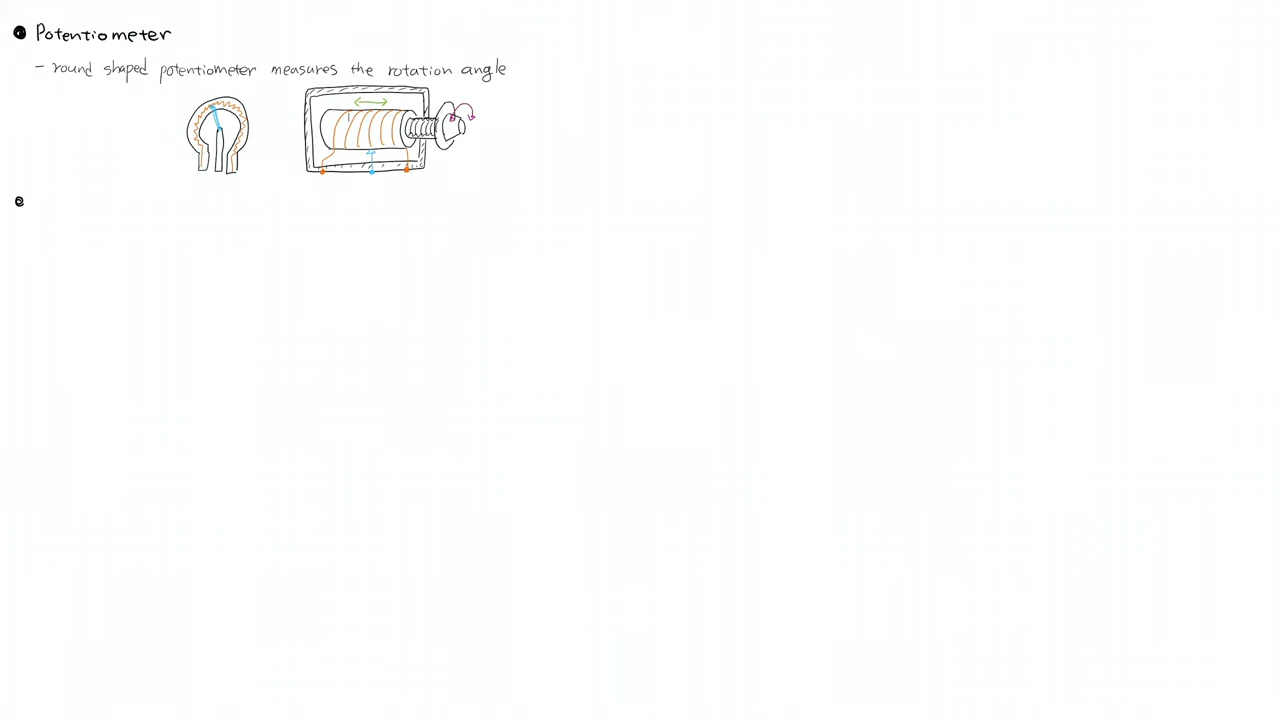 Potentiometer
- round shaped potentiometer measures the rotation angle